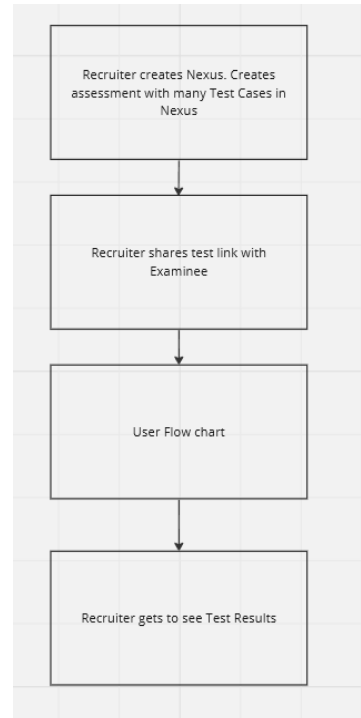 Recruiter creates Nexus. Creates
assessment with many Test Cases in
Nexus
Recruiter shares test link with
Examinee
User Flow chart
Recruiter gets to see Test Results